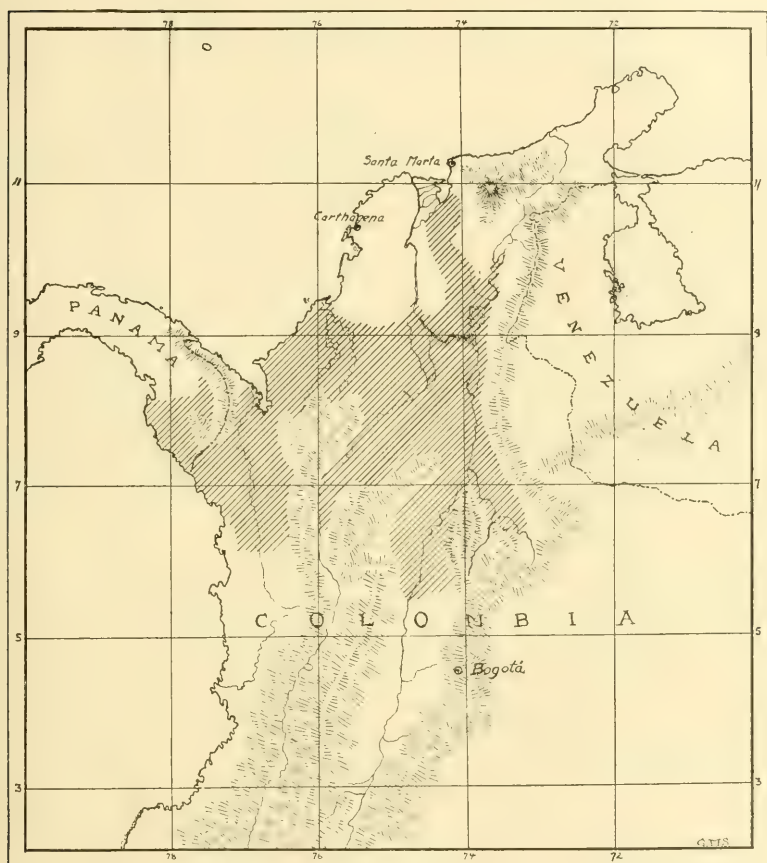 78 76 74 72
Santa Marta
11 11
Carthagena
PANAMA
VENEZUELA
9 9
7 7
COLOMBIA
5 5
Bogotá
3 3
78 76 74 72